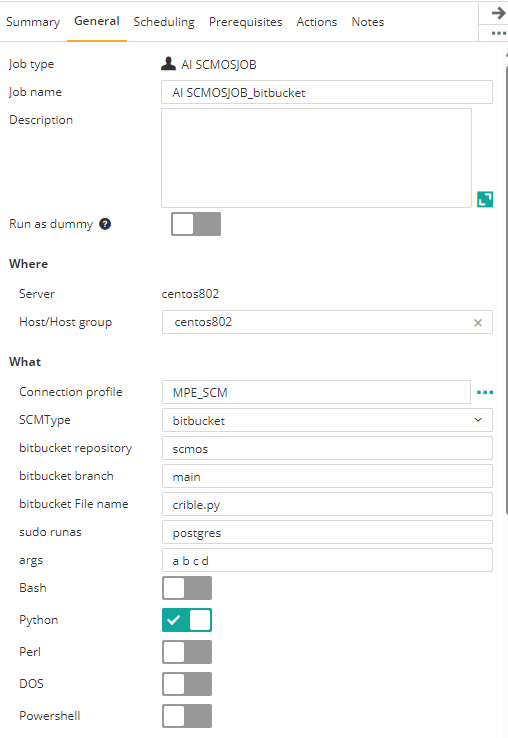 Summary General Scheduling Prerequisites Actions Notes
Job type AI SCMOSJOB
Job name AI SCMOSJOB_bitbucket
Description
Run as dummy ?
Where
Server centos802
Host/Host group centos802
What
Connection profile MPE_SCM
SCMType bitbucket
bitbucket repository scmos
bitbucket branch main
bitbucket File name crible.py
sudo runas postgres
args a b c d
Bash
Python
Perl
DOS
Powershell